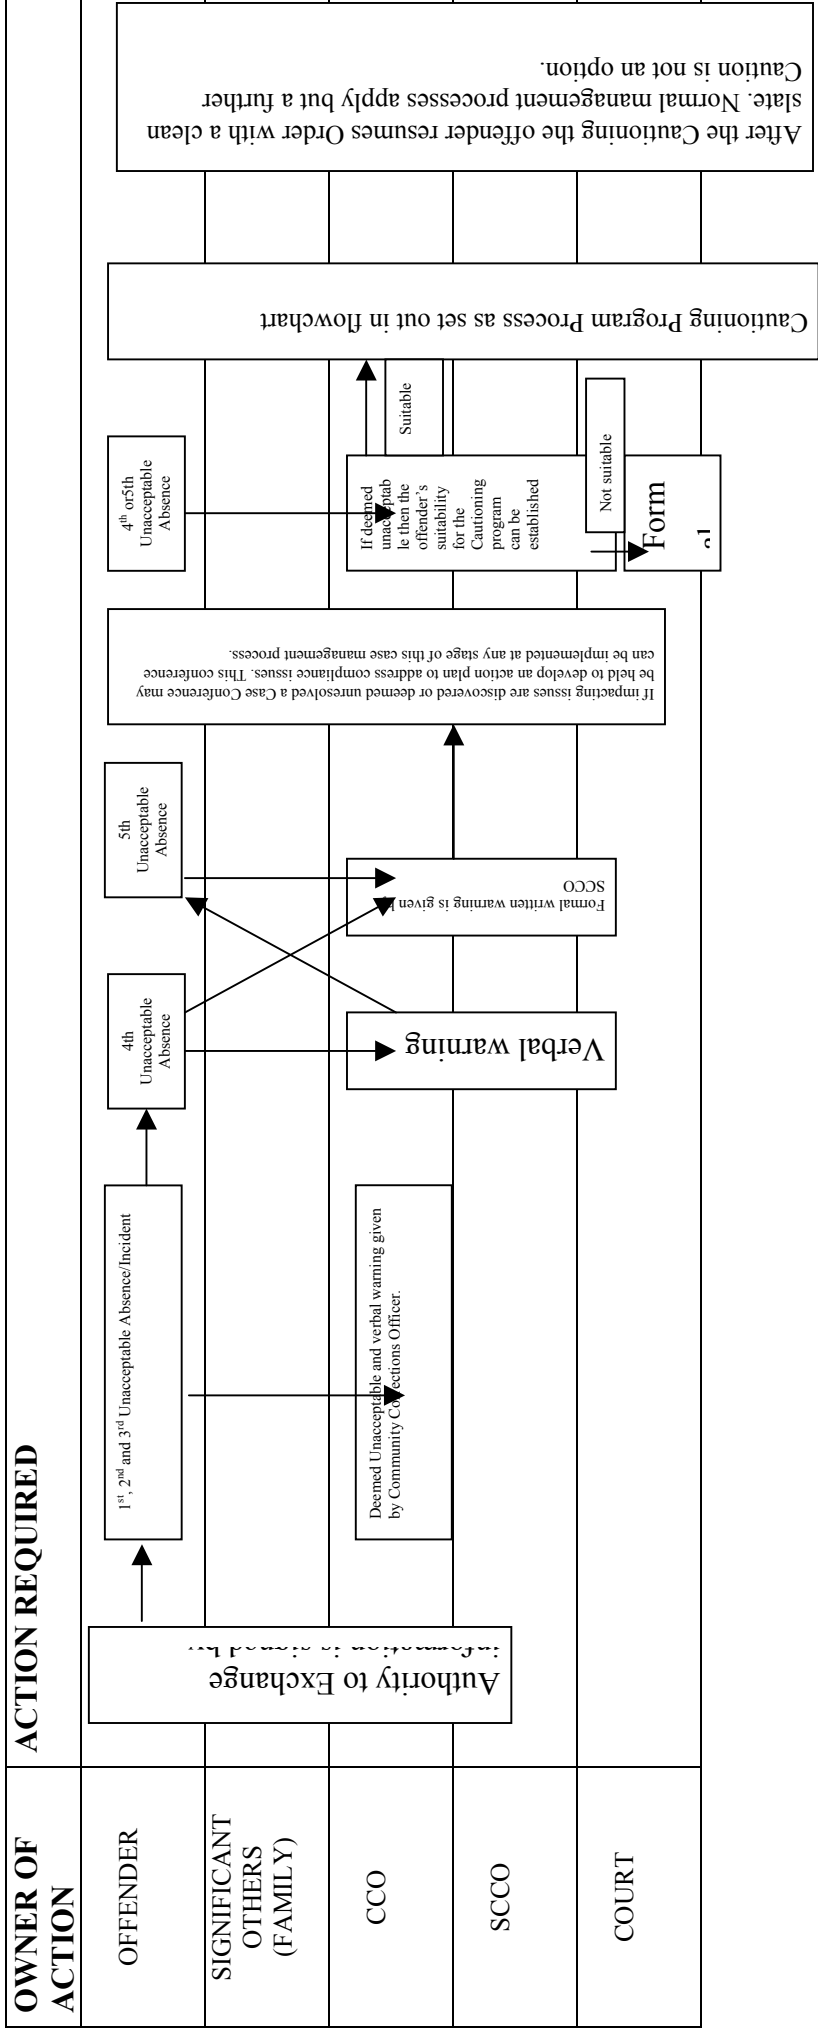 OWNER OF
ACTION
ACTION REQUIRED
OFFENDER
SIGNIFICANT
OTHERS
(FAMILY)
CCO
SCCO
COURT
Authority to Exchange
information is signed by
1st, 2nd and 3rd Unacceptable Absence/Incident
Deemed Unacceptable and verbal warning given
by Community Corrections Officer.
4th
Unacceptable
Absence
Verbal warning
5th
Unacceptable
Absence
Formal written warning is given
SCCO
If impacting issues are discovered or deemed unresolved a Case Conference may
be held to develop an action plan to address compliance issues. This conference
can be implemented at any stage of this case management process.
4th or5th
Unacceptable
Absence
If deemed
unacceptab
le then the
offender's
suitability
for the
Cautioning
program
can be
established
Suitable
Not suitable
Form
al
Cautioning Program Process as set out in flowchart
After the Cautioning the offender resumes Order with a clean
slate. Normal management processes apply but a further
Caution is not an option.